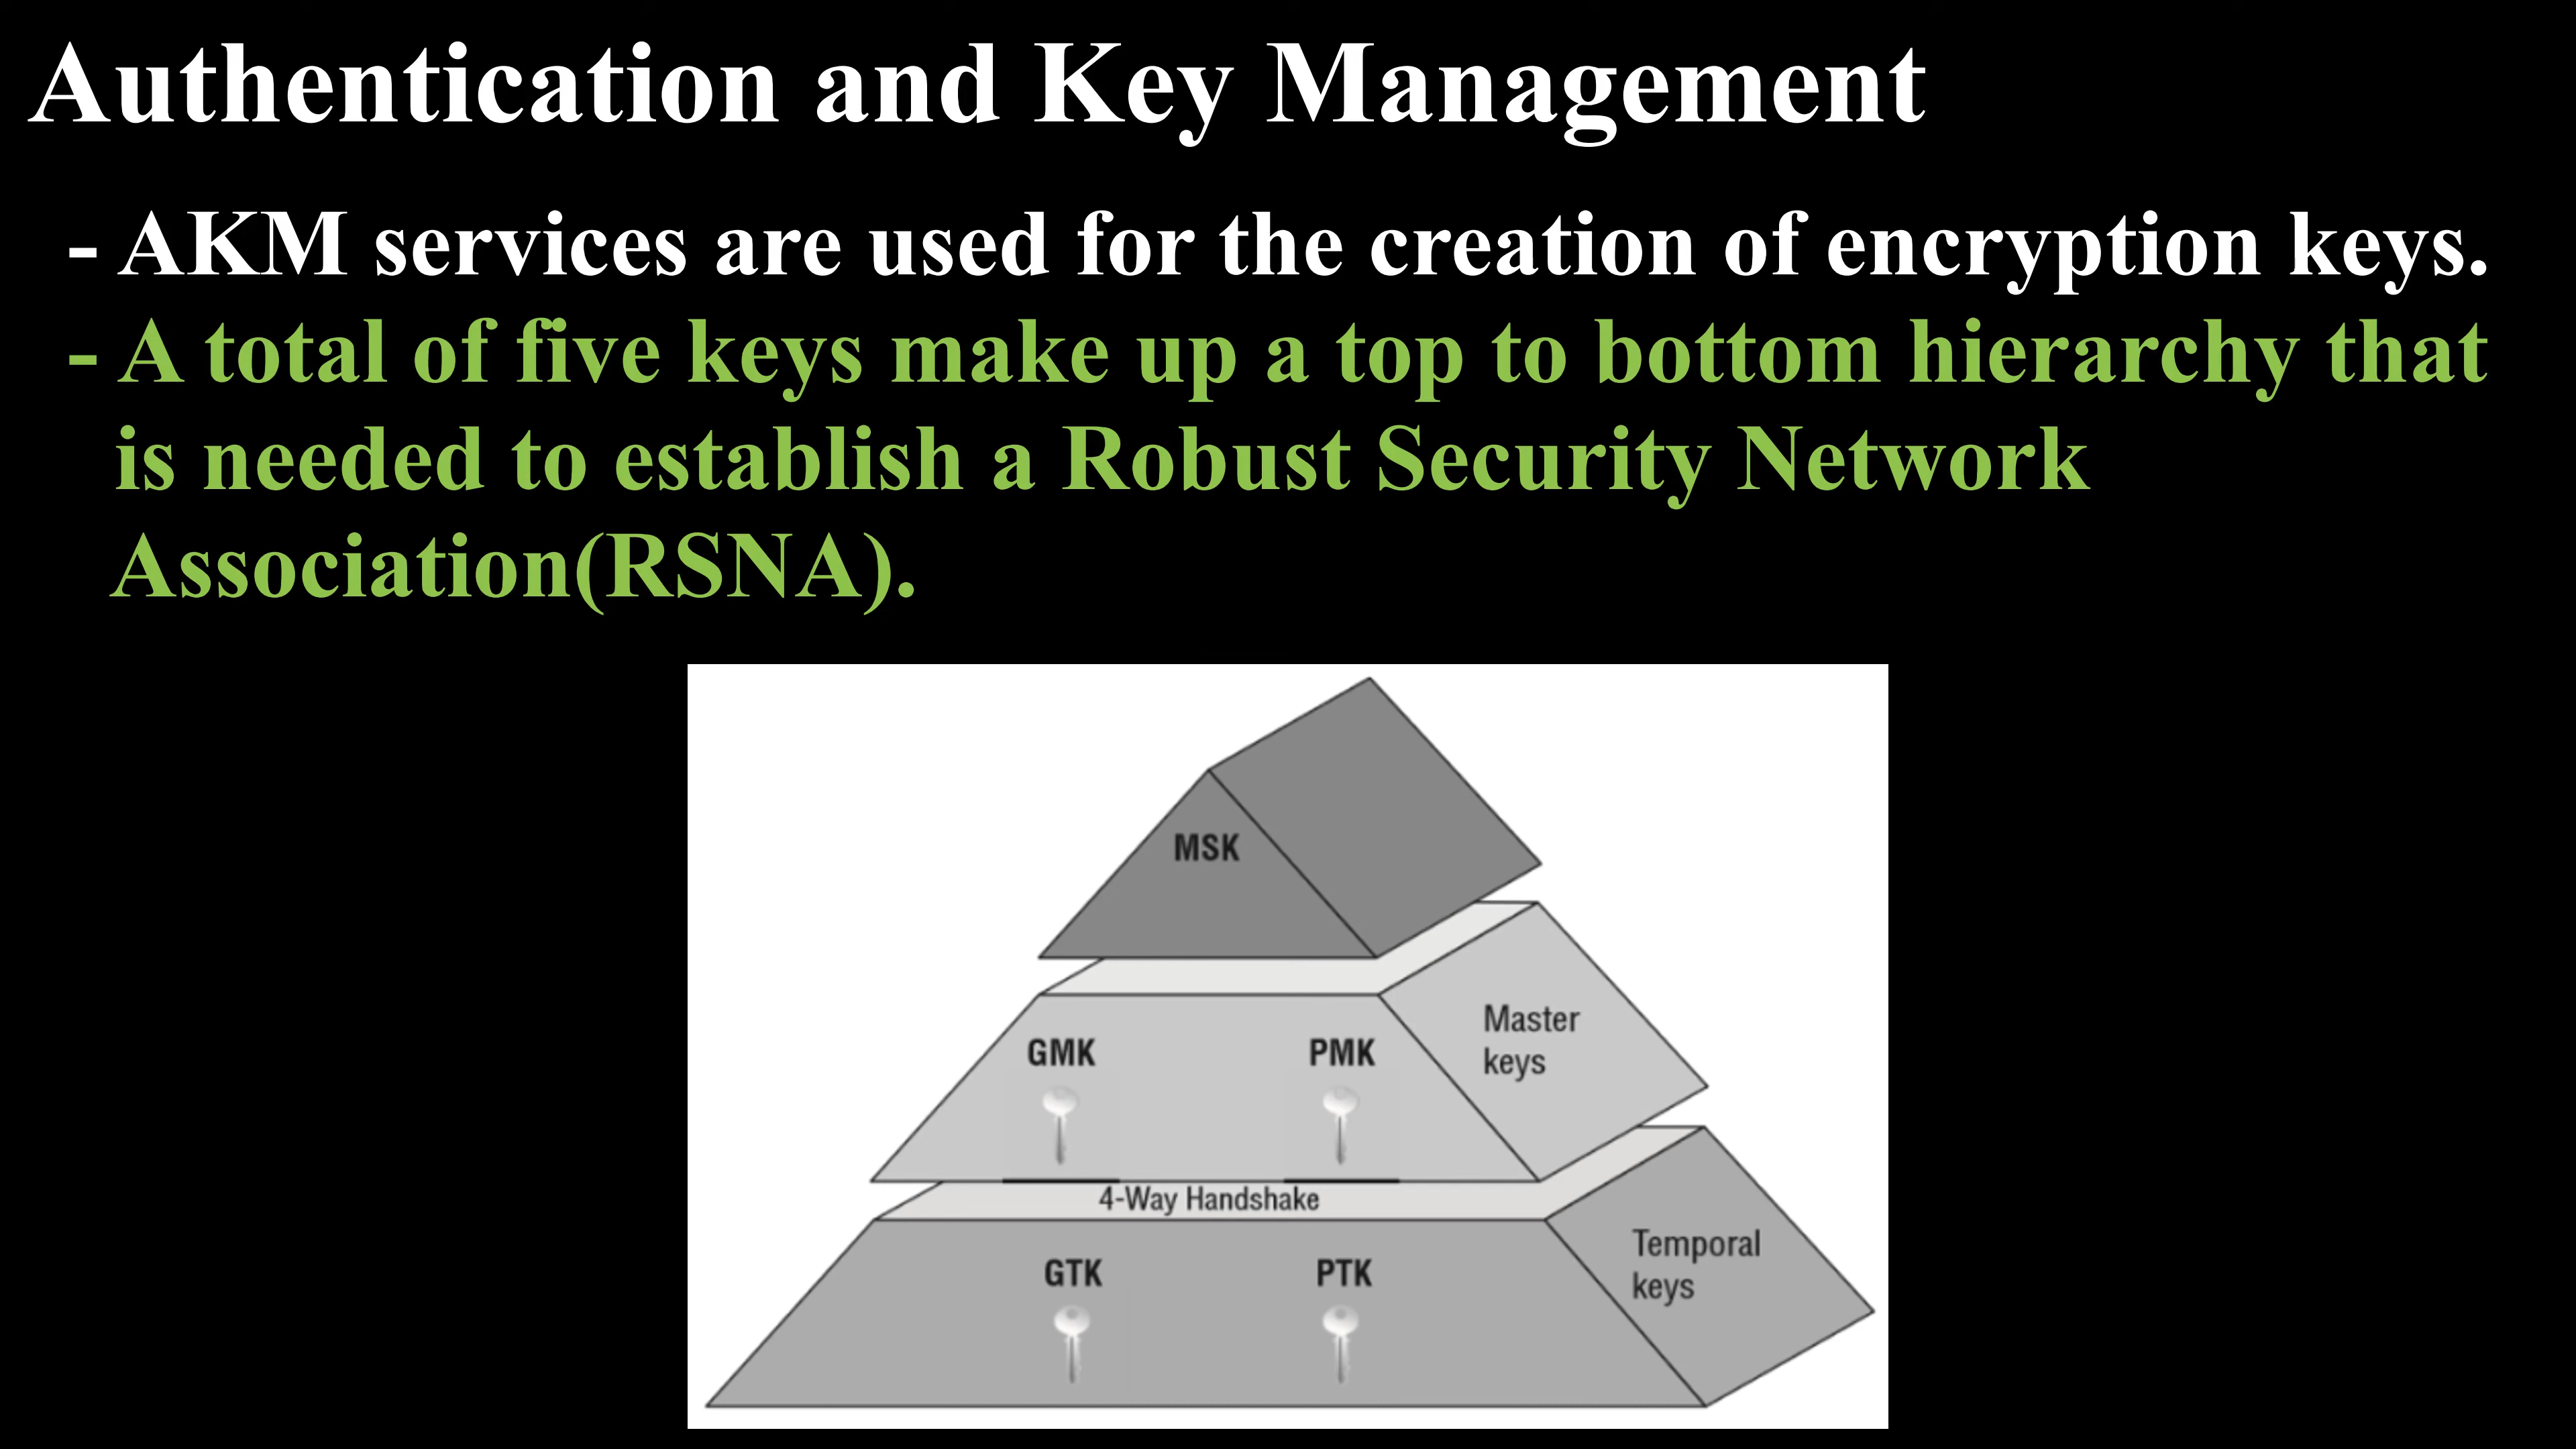 Authentication and Key Management
- AKM services are used for the creation of encryption keys.
- A total of five keys make up a top to bottom hierarchy that
is needed to establish a Robust Security Network
Association(RSNA).
MSK
GMK PMK
Master
keys
4-Way Handshake
GTK PTK
Temporal
keys